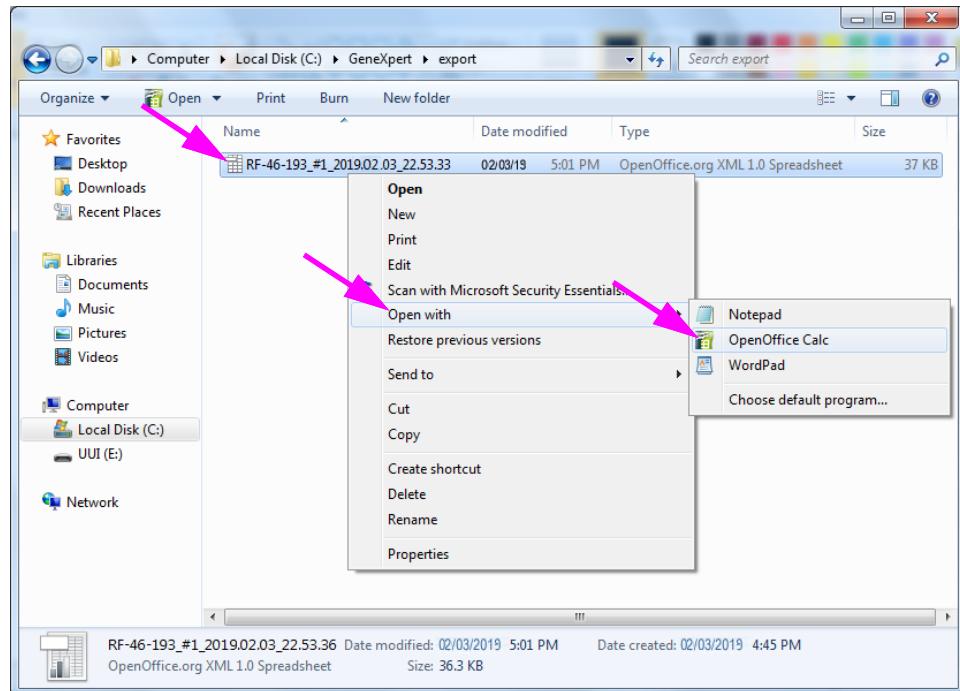 Computer ▸ Local Disk (C:) ▸ GeneXpert ▸ export
Search export
Organize Open Print Burn New folder
Name Date modified Type Size
RF-46-193_#1_2019.02.03_22.53.33 02/03/19 5:01 PM OpenOffice.org XML 1.0 Spreadsheet 37 KB
Favorites
Desktop
Downloads
Recent Places
Libraries
Documents
Music
Pictures
Videos
Computer
Local Disk (C:)
UUI (E:)
Network
Open
New
Print
Edit
Scan with Microsoft Security Essentials...
Open with
Restore previous versions
Send to
Cut
Copy
Create shortcut
Delete
Rename
Properties
Notepad
OpenOffice Calc
WordPad
Choose default program...
RF-46-193_#1_2019.02.03_22.53.36 Date modified: 02/03/2019 5:01 PM Date created: 02/03/2019 4:45 PM
OpenOffice.org XML 1.0 Spreadsheet Size: 36.3 KB